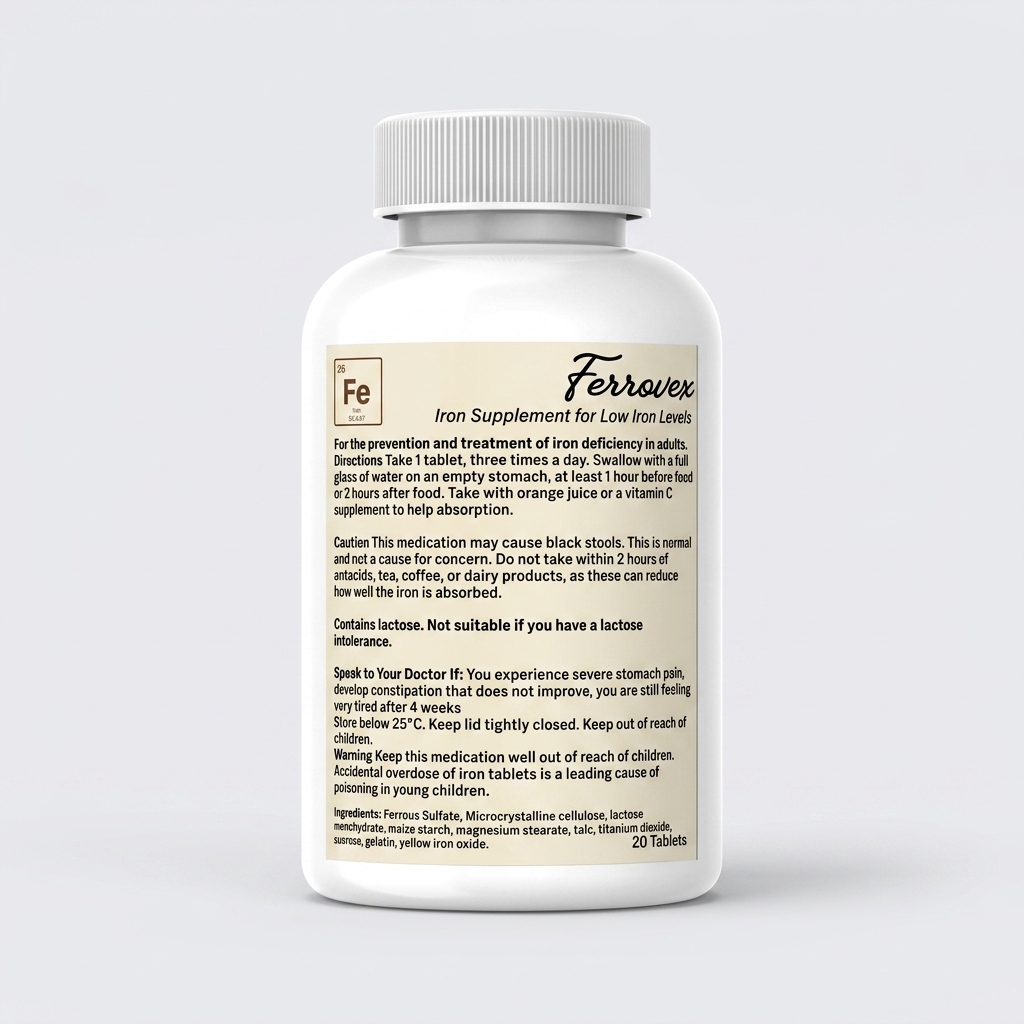 26
Fe
Ferrovex
Iron Supplement for Low Iron Levels
For the prevention and treatment of iron deficiency in adults.
Dirsctions Take 1 tablet, three times a day. Swallow with a full
glass of water on an empty stomach, at least 1 hour before food
or 2 hours after food. Take with orange juice or a vitamin C
supplement to help absorption.
Cautien This medication may cause black stools. This is normal
and net a cause for concern. Do not take within 2 hours ef
antacids, tea, coffee, or dairy products, as these can reduce
how well the iron is absorbed.
Contains lactose. Not suitable if you have a lactose
intolerance.
Spesk to Your Doctor If: You experience severe stomach psin,
develop constipation that does not improve, you are still feeling
very tired after 4 weeks
Slore below 25°C. Keep lid tightly closed. Keep out of reach of
children.
Warning Keep this medication well out of reach of children.
Accidental overdose of iron tablets is a leading cause of
poisoning in young children.
Ingredients: Ferrous Sulfate, Microcrystalline cellulose, lactose
menchydrate, maize starch, magnesium stearate, talc, titanium diexide,
susrose, gelatin, yellow iron oxide.
20 Tablets